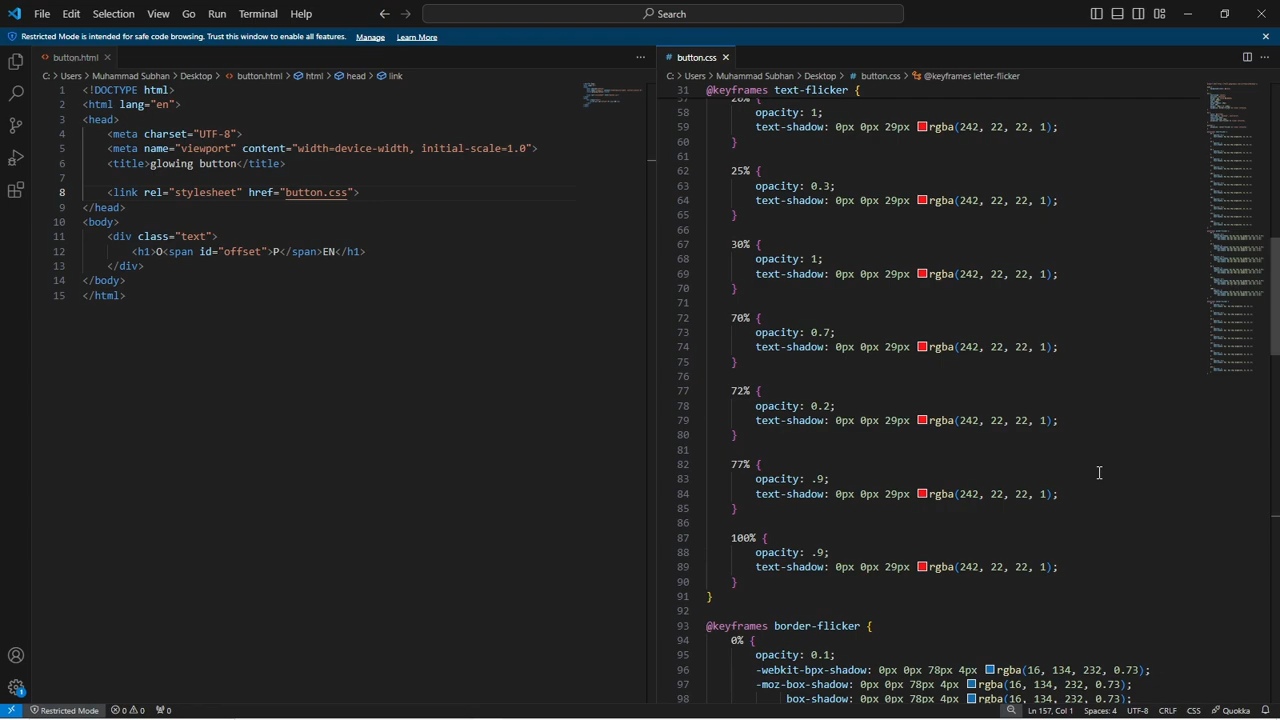 File Edit Selection View Go Run Terminal Help Search
Restricted Mode is intended for safe code browsing. Trust this window to enable all features. Manage Learn More
button.html
C: > Users > Muhammad Subhan > Desktop > button.html > html > head > link
1 <!DOCTYPE html>
2 <html lang="en">
3 <head>
4 <meta charset="UTF-8">
5 <meta name="viewport" content="width=device-width, initial-scale=1.0">
6 <title>glowing button</title>
7
8 <link rel="stylesheet" href="button.css">
9 </head>
10 <body>
11 <div class="text">
12 <h1>O<span id="offset">P</span>EN</h1>
13 </div>
14 </body>
15 </html>
button.css
C: > Users > Muhammad Subhan > Desktop > button.css > @keyframes letter-flicker
31 @keyframes text-flicker {
57 20% {
58 opacity: 1;
59 text-shadow: 0px 0px 29px rgba(242, 22, 22, 1);
60 }
61
62 25% {
63 opacity: 0.3;
64 text-shadow: 0px 0px 29px rgba(242, 22, 22, 1);
65 }
66
67 30% {
68 opacity: 1;
69 text-shadow: 0px 0px 29px rgba(242, 22, 22, 1);
70 }
71
72 70% {
73 opacity: 0.7;
74 text-shadow: 0px 0px 29px rgba(242, 22, 22, 1);
75 }
76
77 72% {
78 opacity: 0.2;
79 text-shadow: 0px 0px 29px rgba(242, 22, 22, 1);
80 }
81
82 77% {
83 opacity: .9;
84 text-shadow: 0px 0px 29px rgba(242, 22, 22, 1);
85 }
86
87 100% {
88 opacity: .9;
89 text-shadow: 0px 0px 29px rgba(242, 22, 22, 1);
90 }
91 }
92
93 @keyframes border-flicker {
94 0% {
95 opacity: 0.1;
96 -webkit-bpx-shadow: 0px 0px 78px 4px rgba(16, 134, 232, 0.73);
97 -moz-box-shadow: 0px 0px 78px 4px rgba(16, 134, 232, 0.73);
98 box-shadow: 0px 0px 78px 4px rgba(16, 134, 232, 0.73);
Restricted Mode 0 0 0 Ln 157, Col 1 Spaces: 4 UTF-8 CRLF CSS Quokka